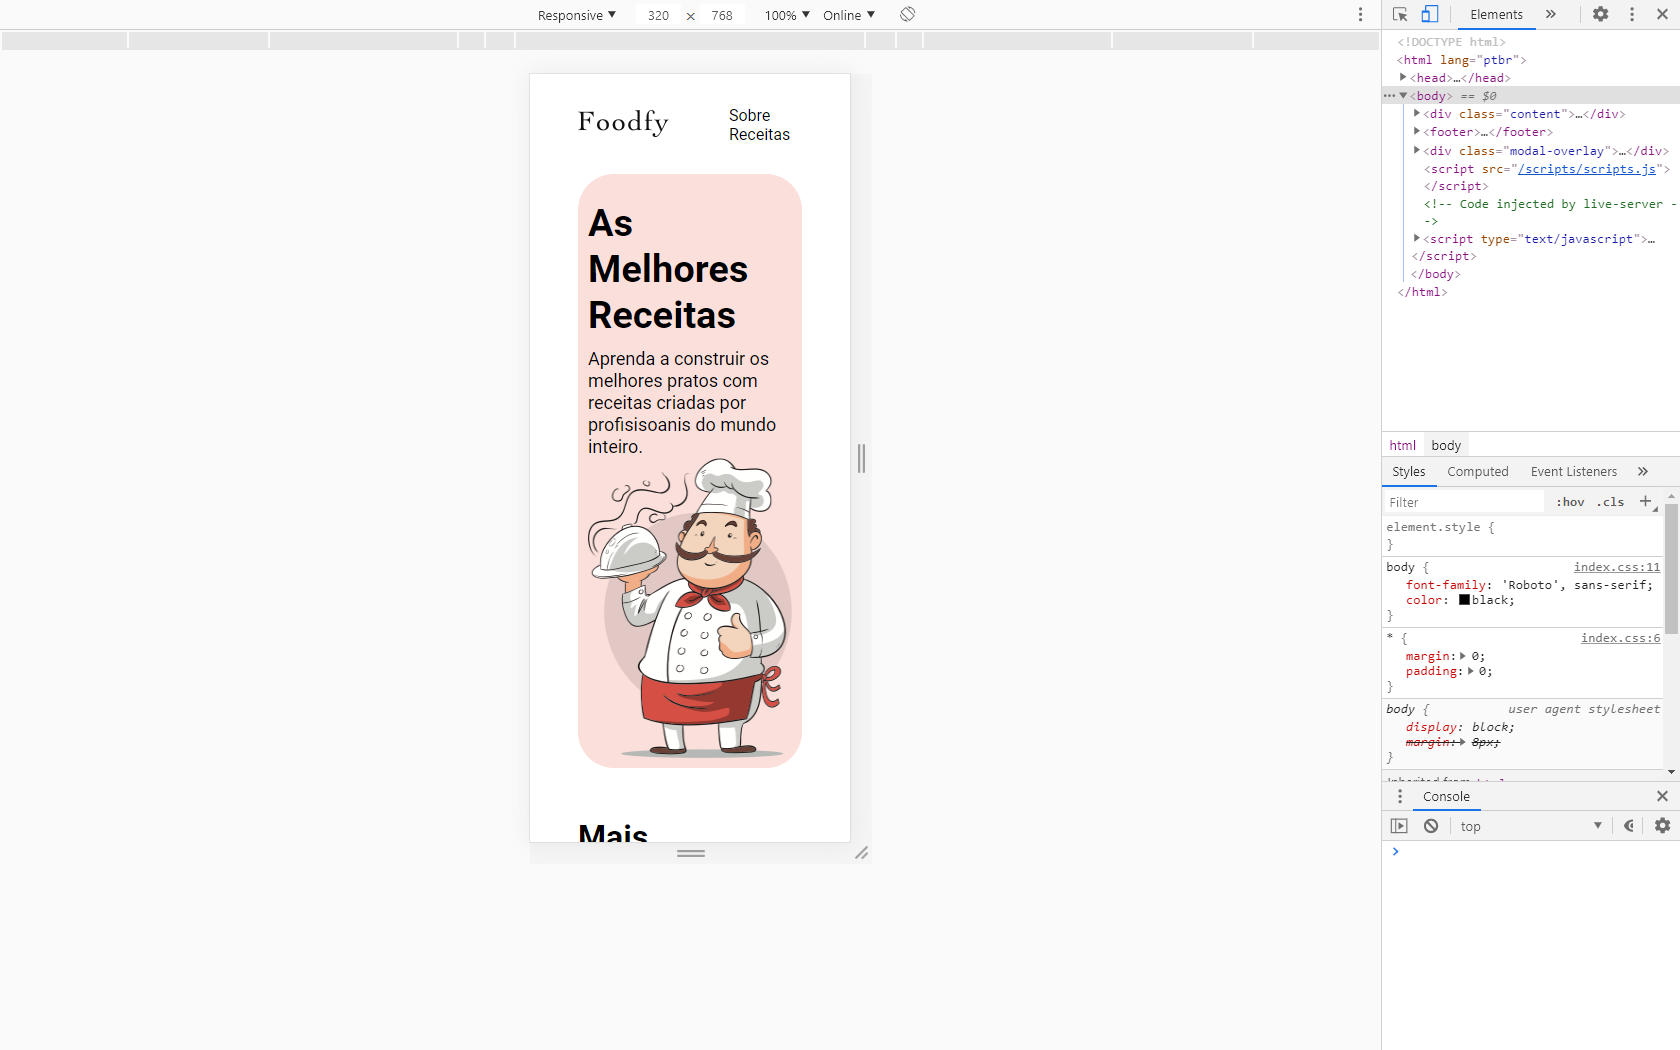 Responsive ▼ 320 × 768 100% ▼ Online ▼
Foodfy
Sobre
Receitas
As
Melhores
Receitas
Aprenda a construir os
melhores pratos com
receitas criadas por
profisisoanis do mundo
inteiro.
Mais
Elements »
<!DOCTYPE html>
<html lang="ptbr">
<head>…</head>
<body> == $0
<div class="content">…</div>
<footer>…</footer>
<div class="modal-overlay">…</div>
<script src="/scripts/scripts.js">
</script>
<!-- Code injected by live-server -
->
<script type="text/javascript">…
</script>
</body>
</html>
html body
Styles Computed Event Listeners »
Filter :hov .cls +
element.style {
}
body { index.css:11
font-family: 'Roboto', sans-serif;
color: black;
}
* { index.css:6
margin: 0;
padding: 0;
}
body { user agent stylesheet
display: block;
margin: 8px;
}
Inherited from html
Console
top ▼
>